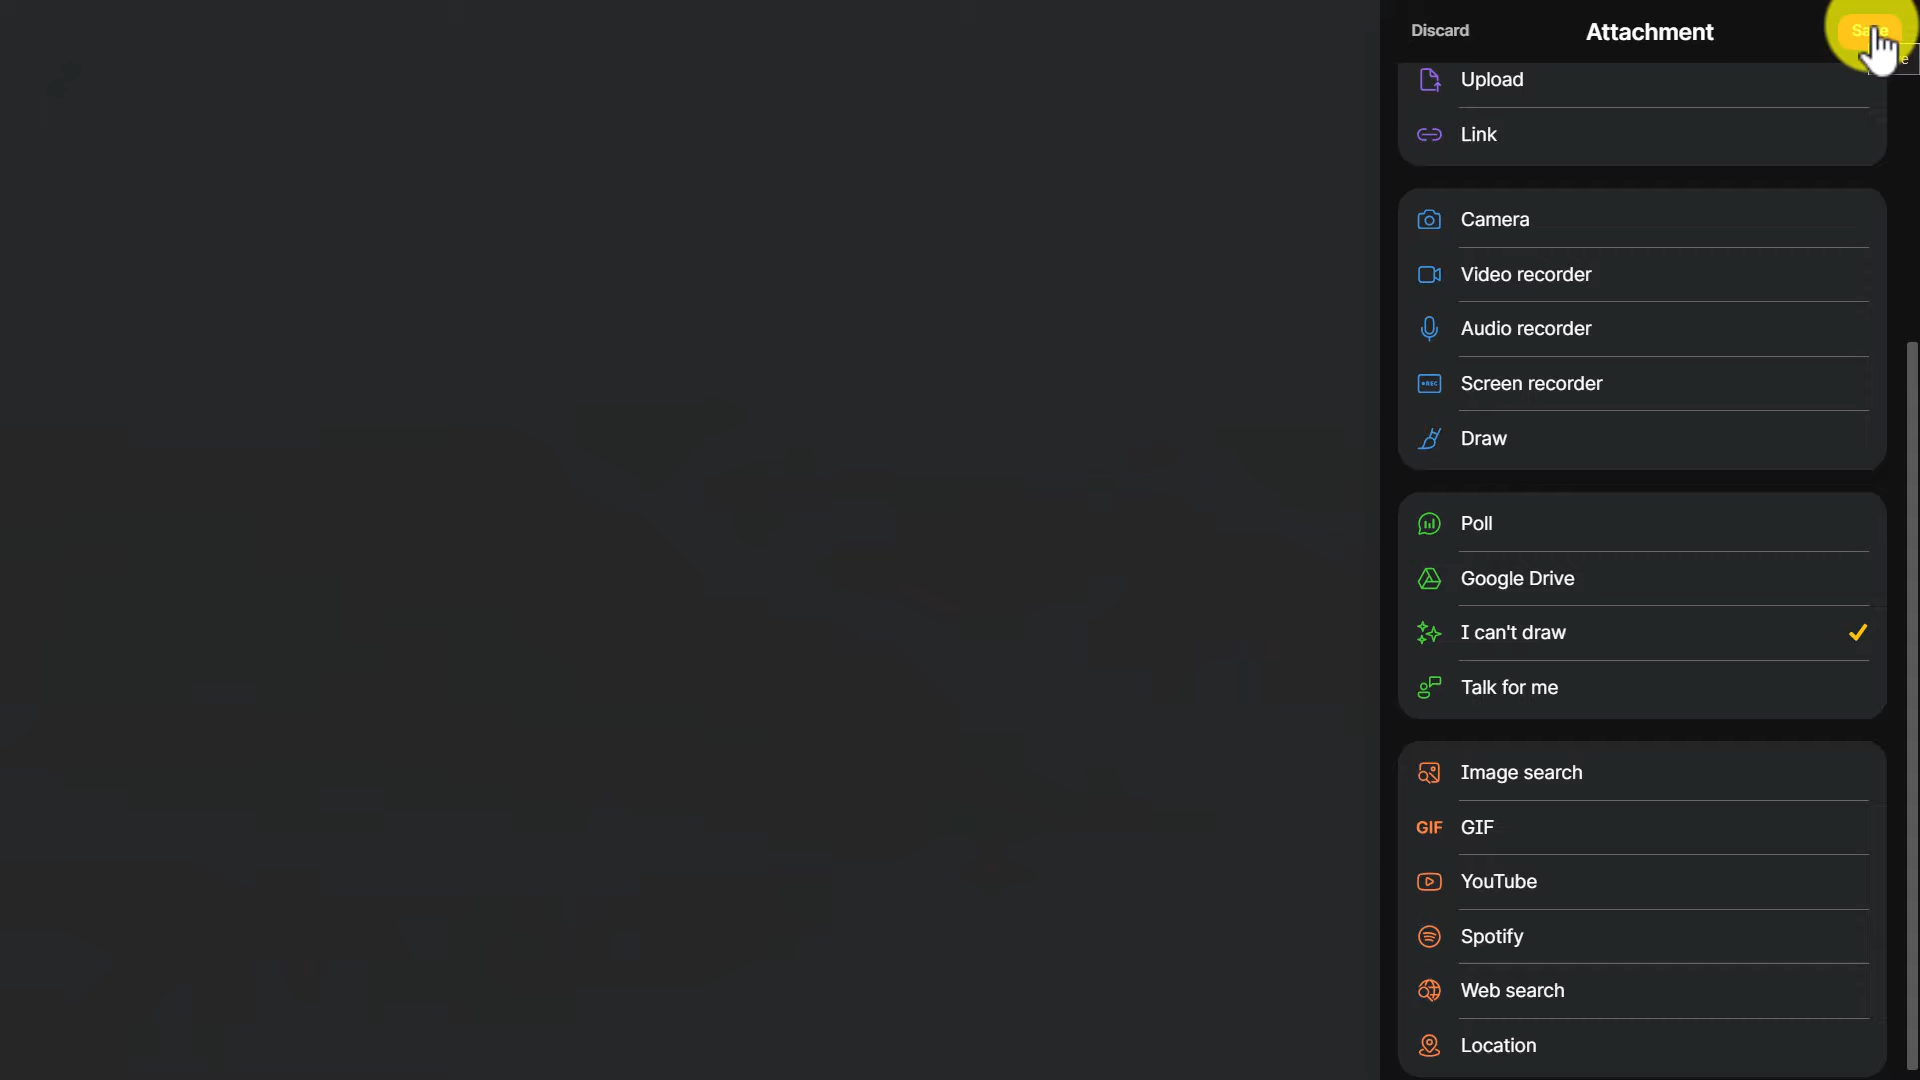 Discard
Attachment
Upload
Link
Camera
Video recorder
Audio recorder
REC
Screen recorder
Draw
Poll
Google Drive
I can't draw
Talk for me
Image search
GIF GIF
YouTube
Spotify
Web search
Location